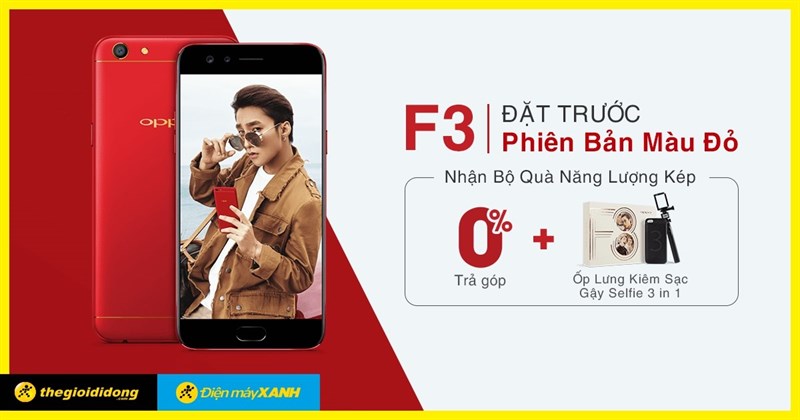 OPP
F3
ĐẶT TRƯỚC
Phiên Bản Màu Đỏ
Nhận Bộ Quà Năng Lượng Kép
0%
+
Trả góp
Ốp Lưng Kiêm Sạc
Gậy Selfie 3 in 1
thegioididong
.com
Điện máy XANH